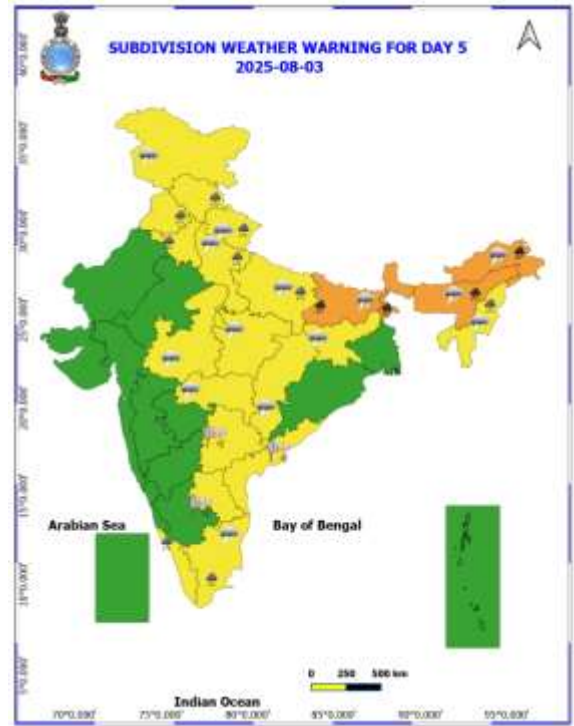 SUBDIVISION WEATHER WARNING FOR DAY 5
2025-08-03
Arabian Sea
Bay of Bengal
0 250 500 km
Indian Ocean
70°0.000' 75°0.000' 80°0.000' 85°0.000' 90°0.000' 95°0.000'